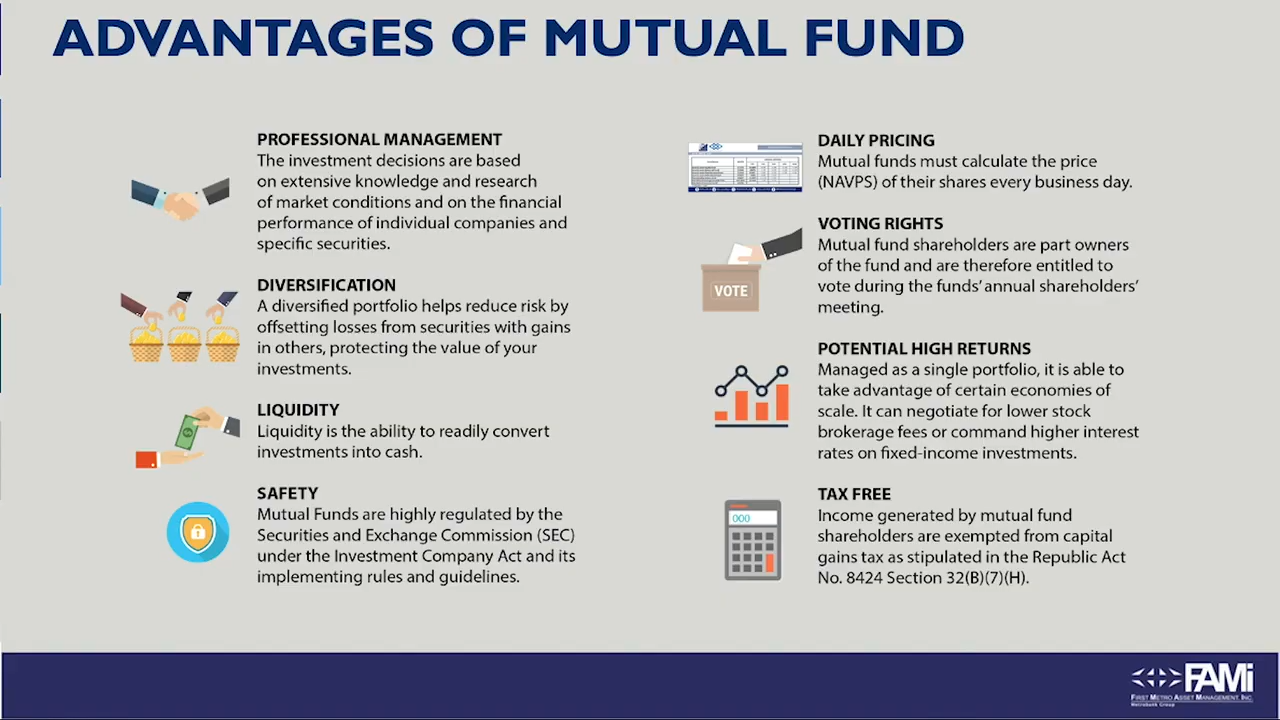 ADVANTAGES OF MUTUAL FUND
PROFESSIONAL MANAGEMENT
The investment decisions are based
on extensive knowledge and research
of market conditions and on the financial
performance of individual companies and
specific securities.
DIVERSIFICATION
A diversified portfolio helps reduce risk by
offsetting losses from securities with gains
in others, protecting the value of your
investments.
LIQUIDITY
Liquidity is the ability to readily convert
investments into cash.
SAFETY
Mutual Funds are highly regulated by the
Securities and Exchange Commission (SEC)
under the Investment Company Act and its
implementing rules and guidelines.
DAILY PRICING
Mutual funds must calculate the price
(NAVPS) of their shares every business day.
VOTE
VOTING RIGHTS
Mutual fund shareholders are part owners
of the fund and are therefore entitled to
vote during the funds’ annual shareholders’
meeting.
POTENTIAL HIGH RETURNS
Managed as a single portfolio, it is able to
take advantage of certain economies of
scale. It can negotiate for lower stock
brokerage fees or command higher interest
rates on fixed-income investments.
000
TAX FREE
Income generated by mutual fund
shareholders are exempted from capital
gains tax as stipulated in the Republic Act
No. 8424 Section 32(B)(7)(H).
FAMi
FIRST METRO ASSET MANAGEMENT, INC.
Metrobank Group